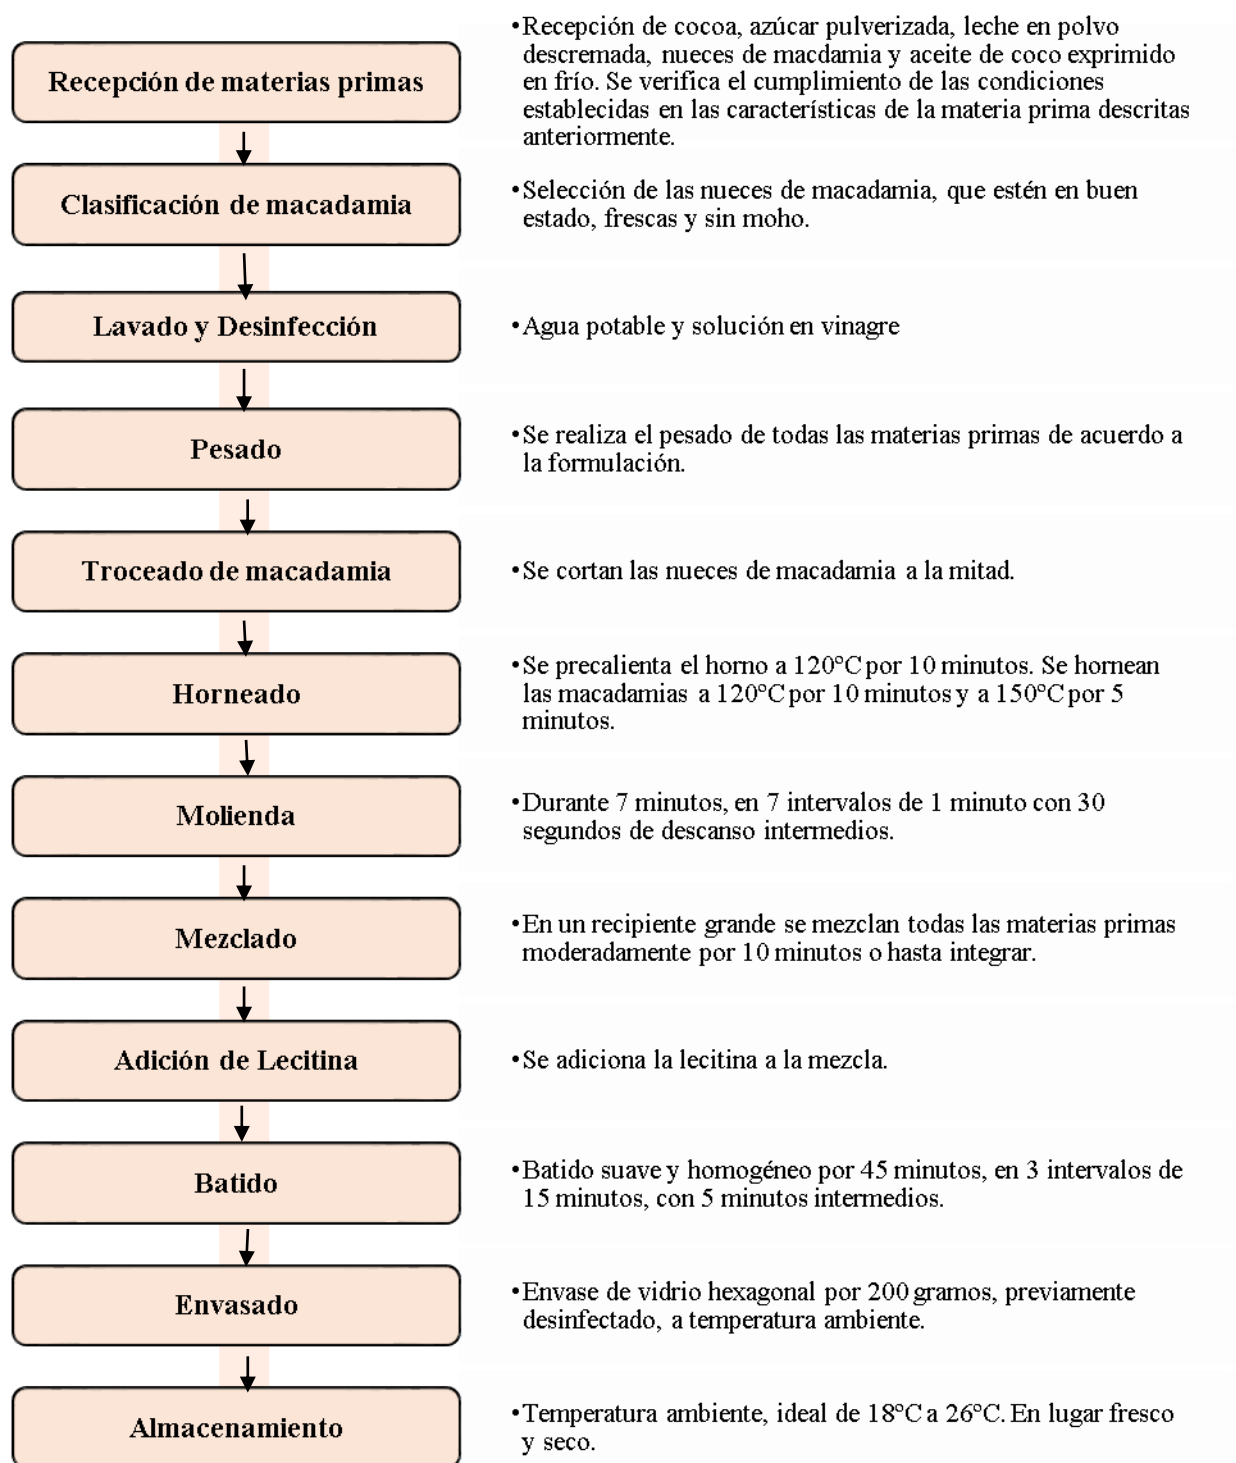 Recepción de materias primas
•Recepción de cocoa, azúcar pulverizada, leche en polvo
descremada, nueces de macdamia y aceite de coco exprimido
en frío. Se verifica el cumplimiento de las condiciones
establecidas en las características de la materia prima descritas
anteriormente.
Clasificación de macadamia
•Selección de las nueces de macadamia, que estén en buen
estado, frescas y sin moho.
Lavado y Desinfección
•Agua potable y solución en vinagre
Pesado
•Se realiza el pesado de todas las materias primas de acuerdo a
la formulación.
Troceado de macadamia
•Se cortan las nueces de macadamia a la mitad.
Horneado
•Se precalienta el horno a 120°C por 10 minutos. Se hornean
las macadamias a 120°C por 10 minutos y a 150°C por 5
minutos.
Molienda
•Durante 7 minutos, en 7 intervalos de 1 minuto con 30
segundos de descanso intermedios.
Mezclado
•En un recipiente grande se mezclan todas las materias primas
moderadamente por 10 minutos o hasta integrar.
Adición de Lecitina
•Se adiciona la lecitina a la mezcla.
Batido
•Batido suave y homogéneo por 45 minutos, en 3 intervalos de
15 minutos, con 5 minutos intermedios.
Envasado
•Envase de vidrio hexagonal por 200 gramos, previamente
desinfectado, a temperatura ambiente.
Almacenamiento
•Temperatura ambiente, ideal de 18°C a 26°C. En lugar fresco
y seco.